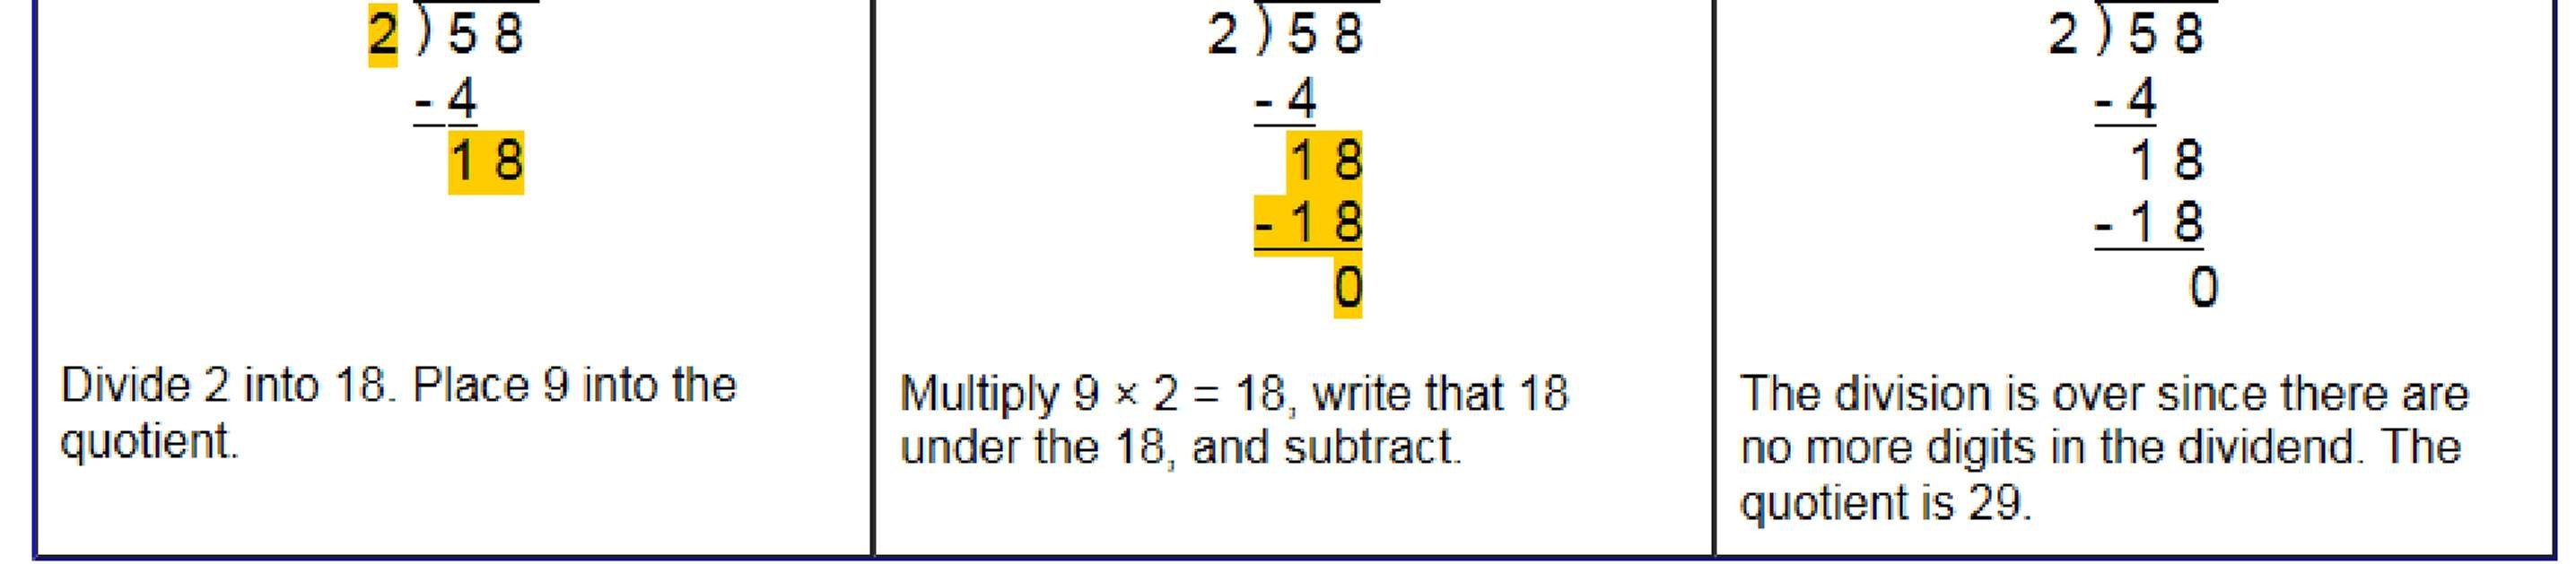 2 ) 5 8
- 4
1 8
Divide 2 into 18. Place 9 into the
quotient.
2 ) 5 8
- 4
1 8
- 1 8
0
Multiply 9 × 2 = 18, write that 18
under the 18, and subtract.
2 ) 5 8
- 4
1 8
- 1 8
0
The division is over since there are
no more digits in the dividend. The
quotient is 29.